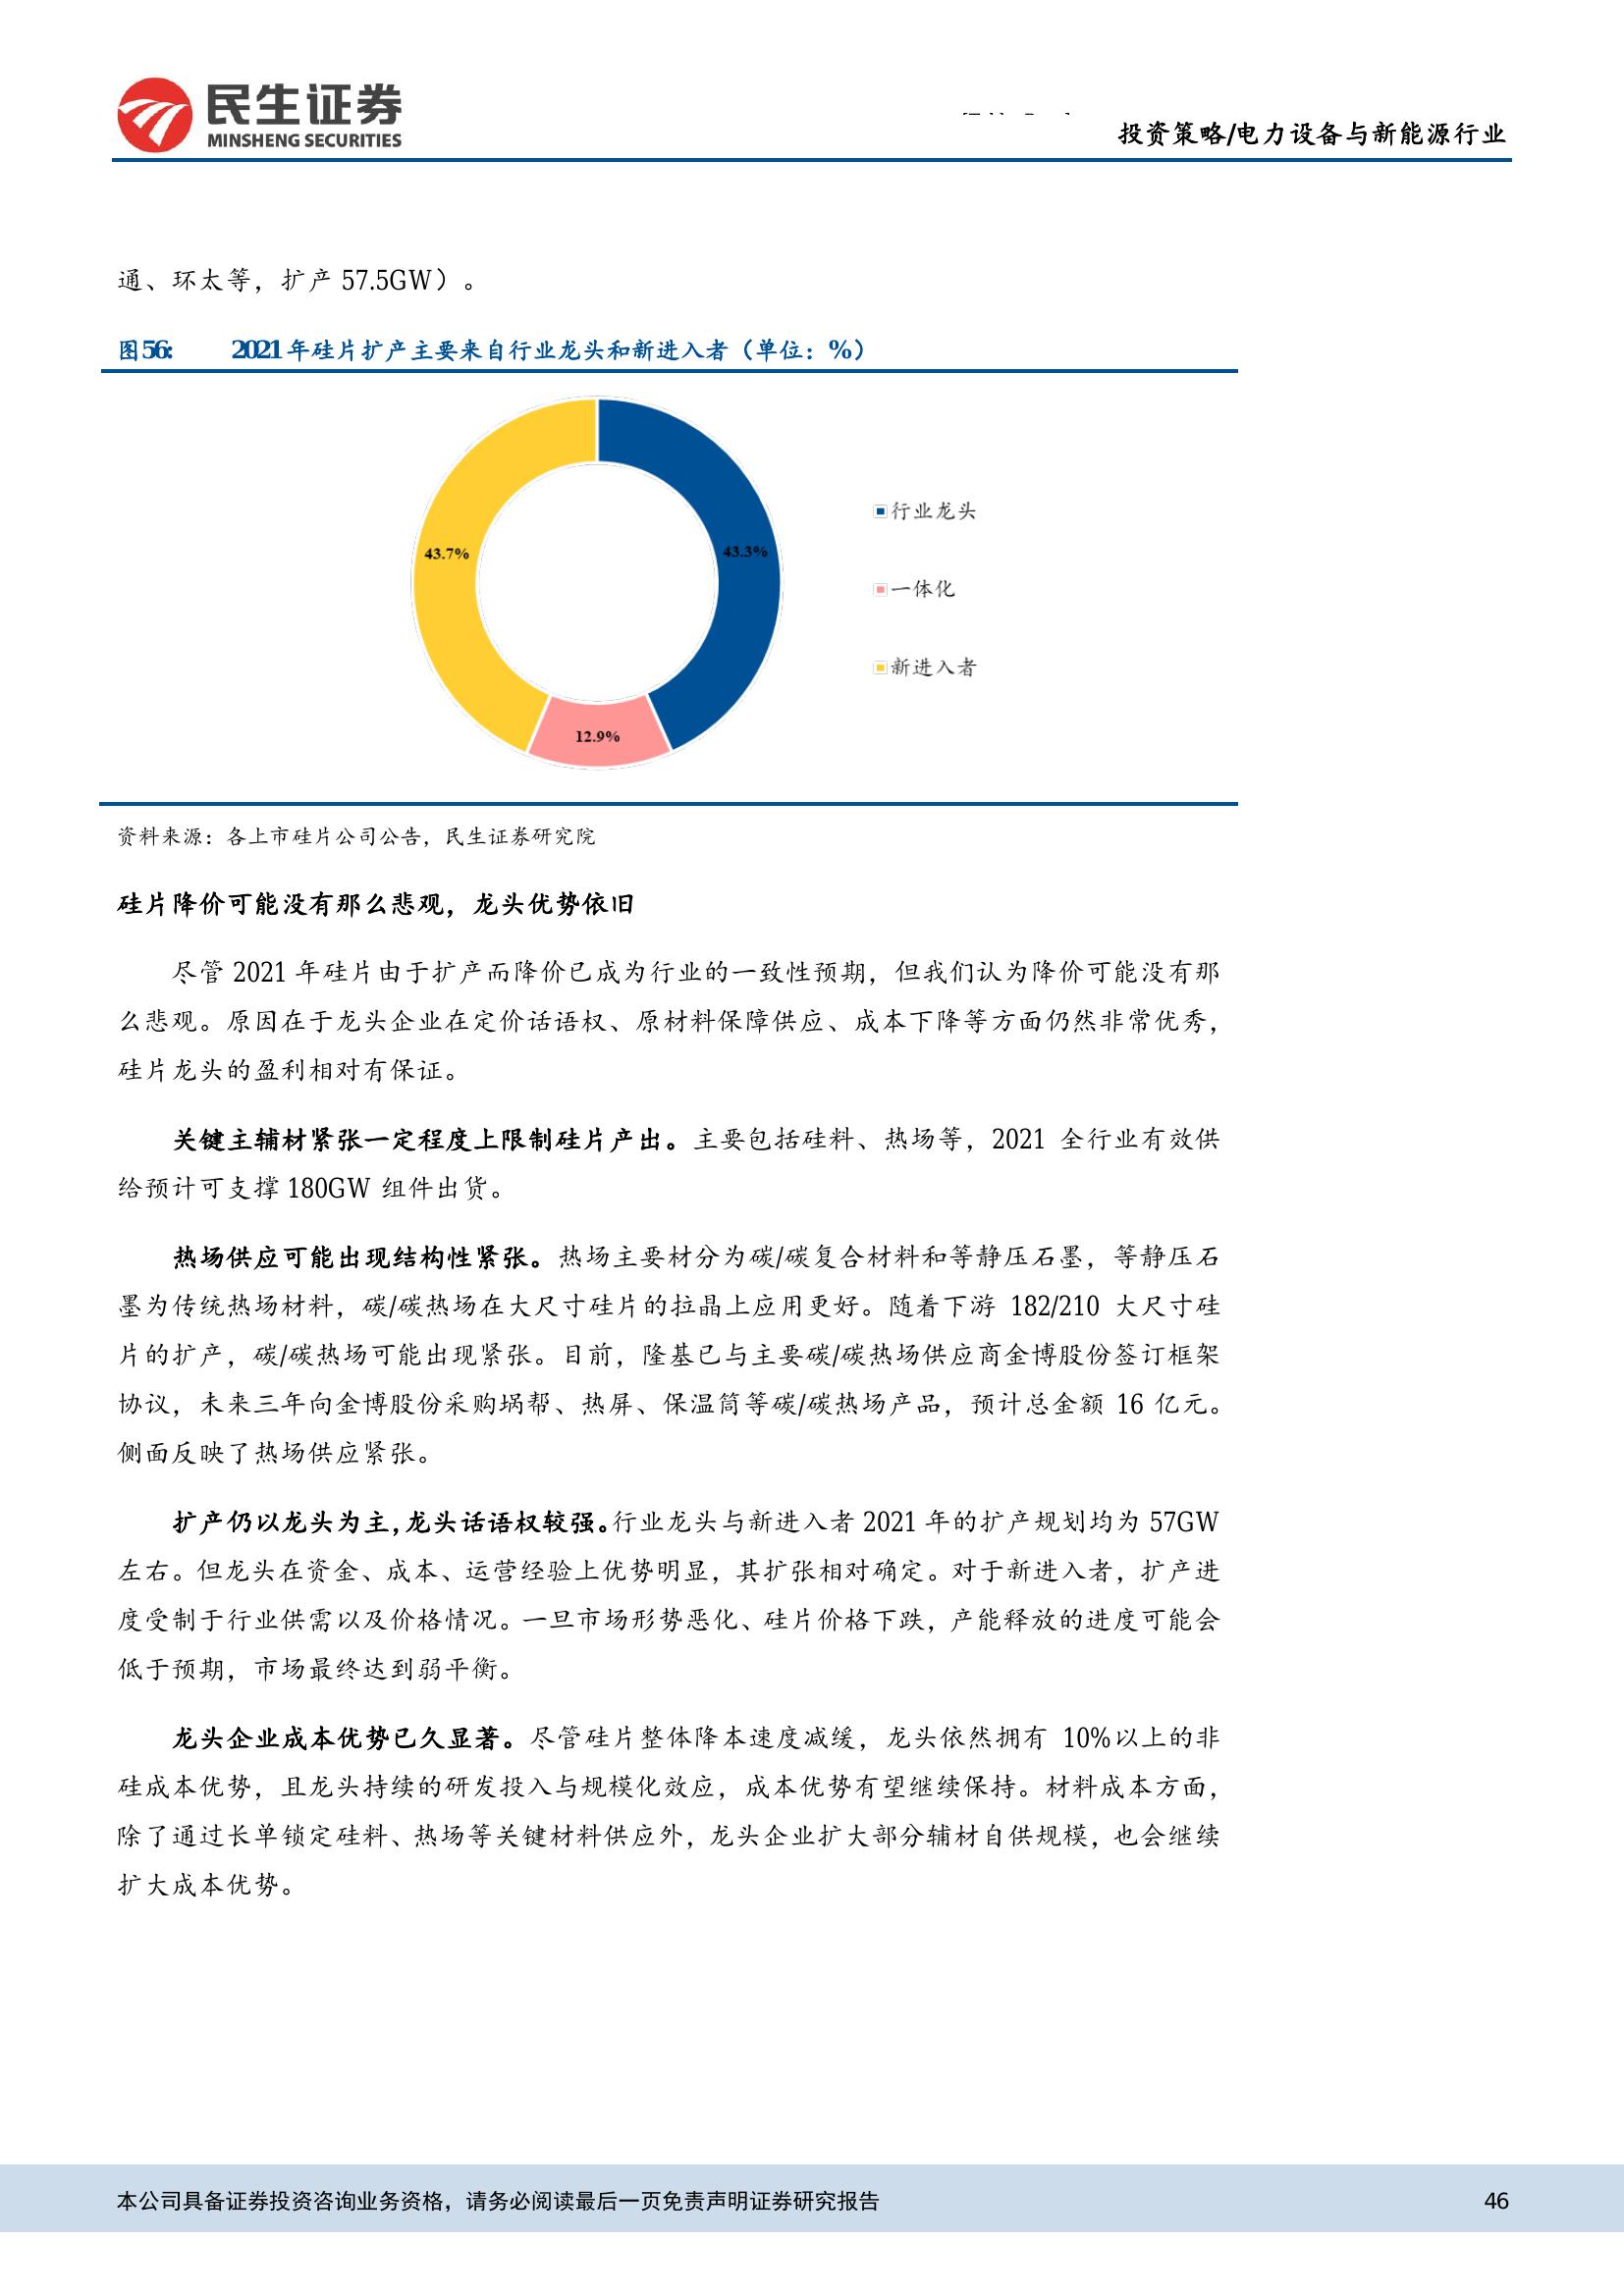 民生证券
MINSHENG SECURITIES
投资策略/电力设备与新能源行业
通、环太等，扩产 57.5GW）。
图56: 2021 年硅片扩产主要来自行业龙头和新进入者（单位：%）
43.7%
43.3%
12.9%
行业龙头
一体化
新进入者
资料来源：各上市硅片公司公告，民生证券研究院
硅片降价可能没有那么悲观，龙头优势依旧
尽管 2021 年硅片由于扩产而降价已成为行业的一致性预期，但我们认为降价可能没有那
么悲观。原因在于龙头企业在定价话语权、原材料保障供应、成本下降等方面仍然非常优秀，
硅片龙头的盈利相对有保证。
关键主辅材紧张一定程度上限制硅片产出。主要包括硅料、热场等，2021 全行业有效供
给预计可支撑 180GW 组件出货。
热场供应可能出现结构性紧张。热场主要材分为碳/碳复合材料和等静压石墨，等静压石
墨为传统热场材料，碳/碳热场在大尺寸硅片的拉晶上应用更好。随着下游 182/210 大尺寸硅
片的扩产，碳/碳热场可能出现紧张。目前，隆基已与主要碳/碳热场供应商金博股份签订框架
协议，未来三年向金博股份采购埚帮、热屏、保温筒等碳/碳热场产品，预计总金额 16 亿元。
侧面反映了热场供应紧张。
扩产仍以龙头为主，龙头话语权较强。行业龙头与新进入者 2021 年的扩产规划均为 57GW
左右。但龙头在资金、成本、运营经验上优势明显，其扩张相对确定。对于新进入者，扩产进
度受制于行业供需以及价格情况。一旦市场形势恶化、硅片价格下跌，产能释放的进度可能会
低于预期，市场最终达到弱平衡。
龙头企业成本优势已久显著。尽管硅片整体降本速度减缓，龙头依然拥有 10%以上的非
硅成本优势，且龙头持续的研发投入与规模化效应，成本优势有望继续保持。材料成本方面，
除了通过长单锁定硅料、热场等关键材料供应外，龙头企业扩大部分辅材自供规模，也会继续
扩大成本优势。
本公司具备证券投资咨询业务资格，请务必阅读最后一页免责声明证券研究报告 46